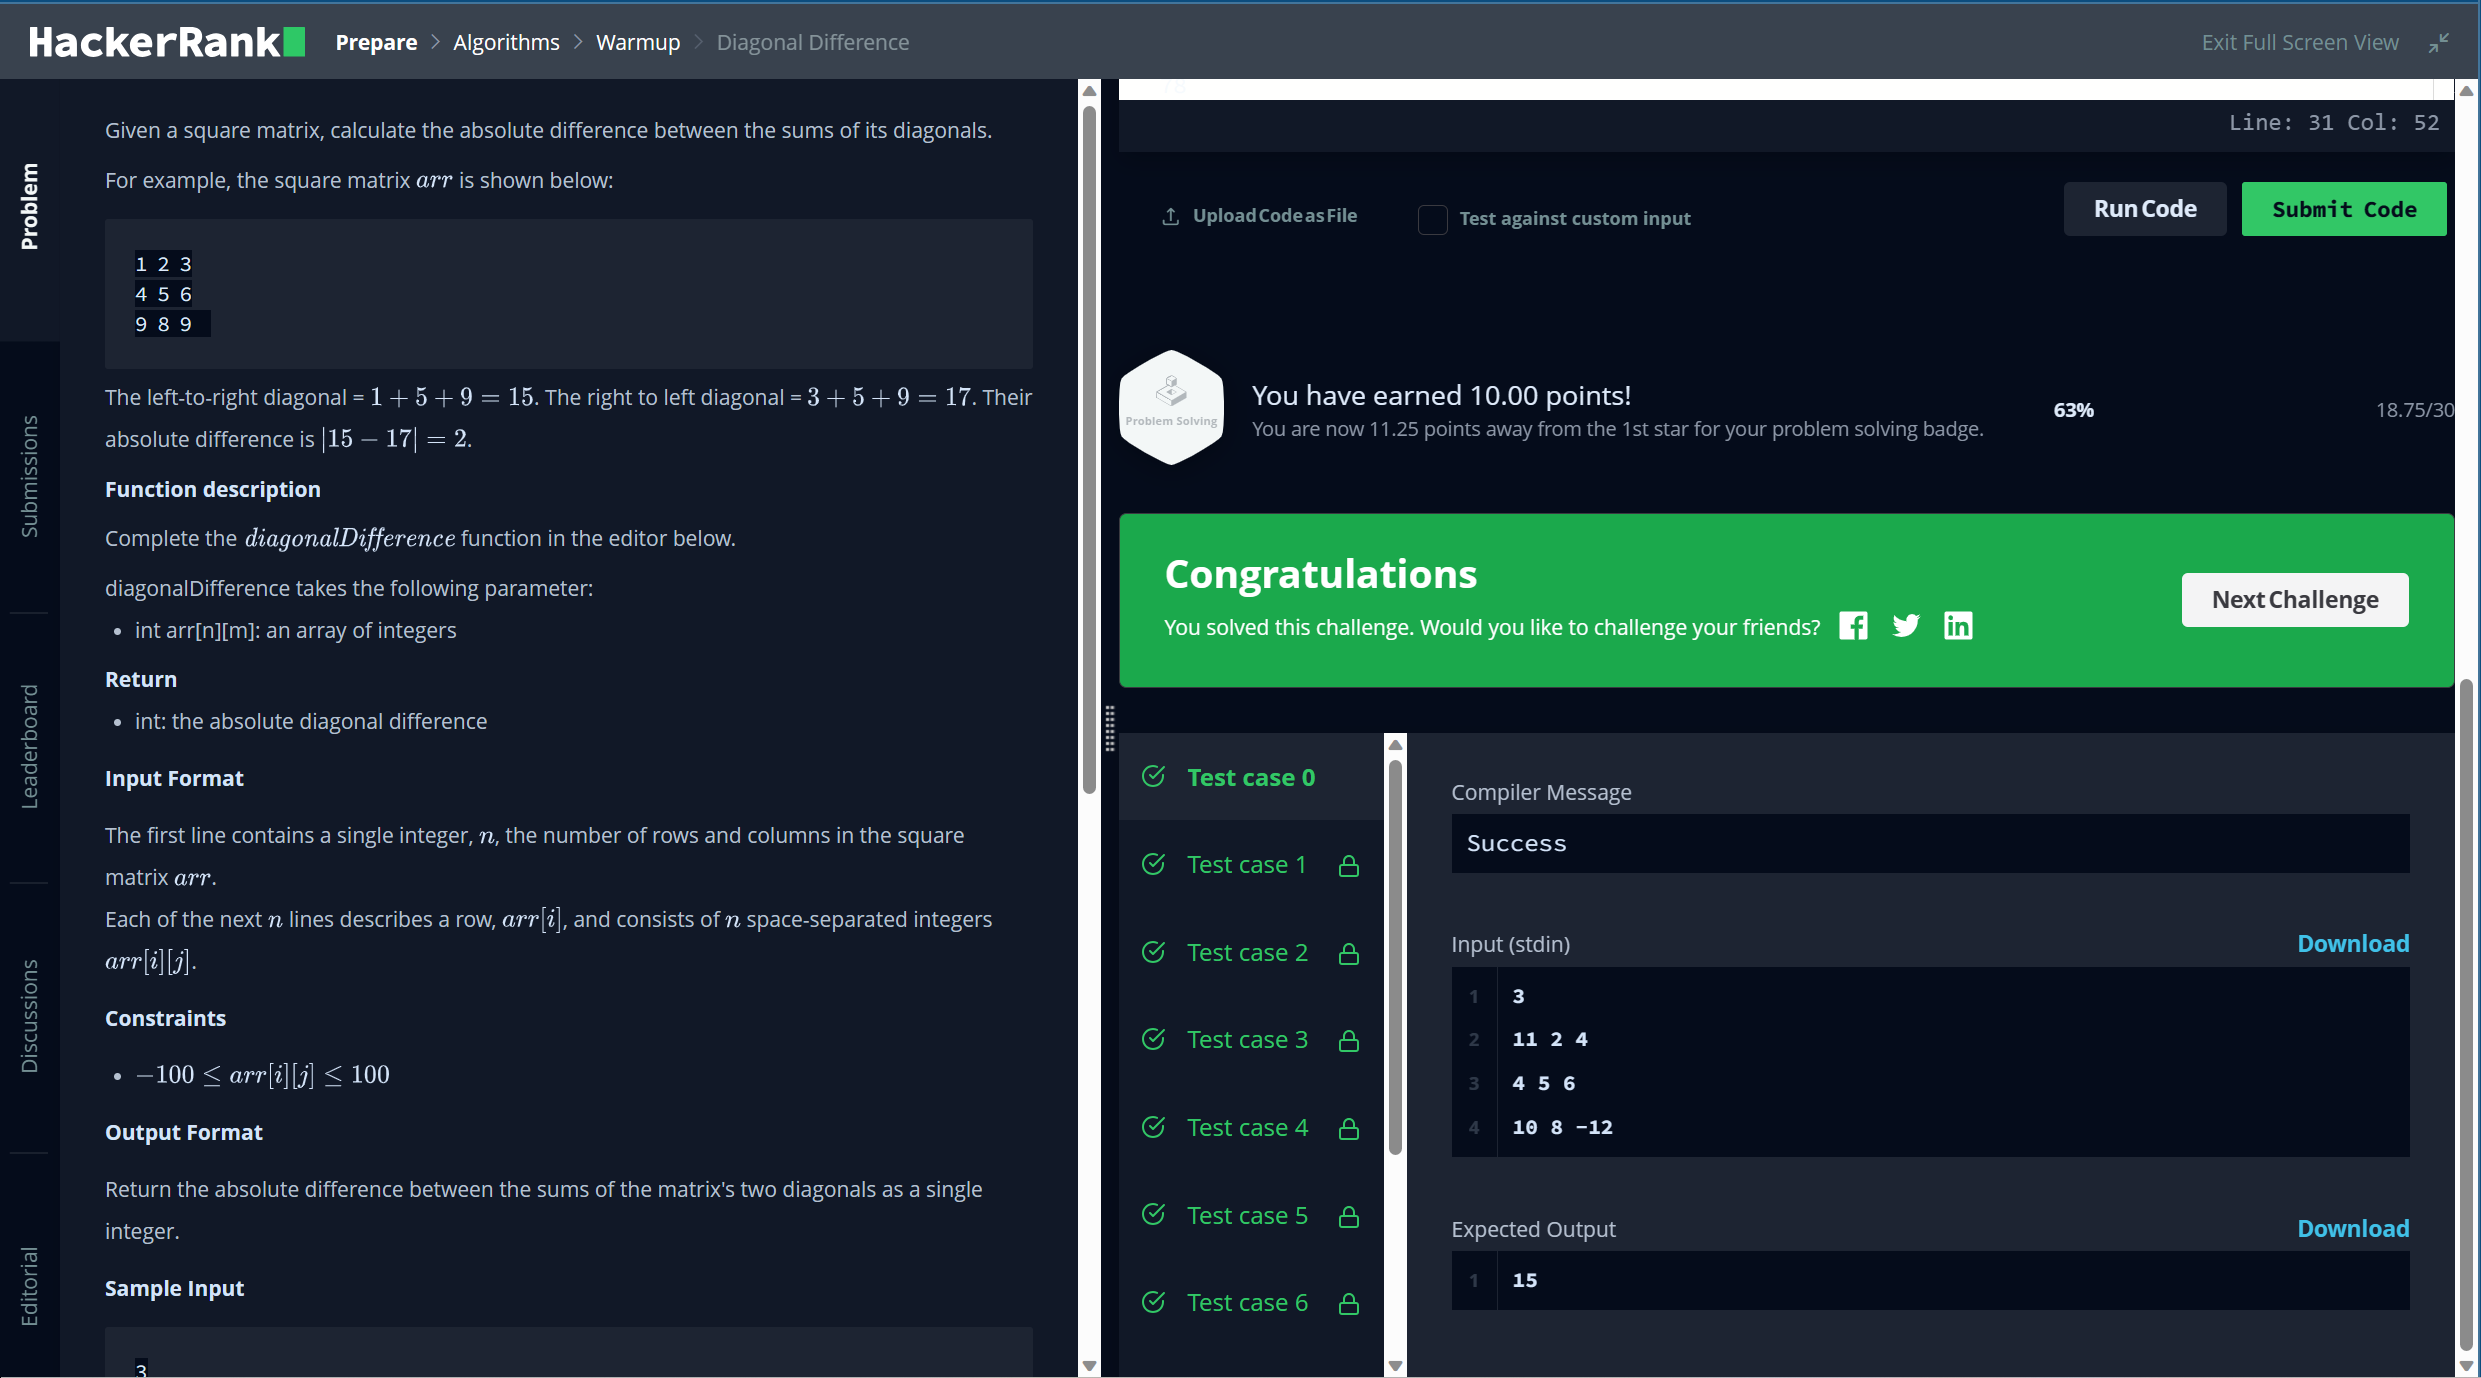 HackerRank
Prepare > Algorithms > Warmup > Diagonal Difference
Exit Full Screen View
Problem
Submissions
Leaderboard
Discussions
Editorial
Given a square matrix, calculate the absolute difference between the sums of its diagonals.
For example, the square matrix arr is shown below:
1 2 3
4 5 6
9 8 9
The left-to-right diagonal = 1 + 5 + 9 = 15. The right to left diagonal = 3 + 5 + 9 = 17. Their
absolute difference is |15 − 17| = 2.
Function description
Complete the diagonalDifference function in the editor below.
diagonalDifference takes the following parameter:
• int arr[n][m]: an array of integers
Return
• int: the absolute diagonal difference
Input Format
The first line contains a single integer, n, the number of rows and columns in the square
matrix arr.
Each of the next n lines describes a row, arr[i], and consists of n space-separated integers
arr[i][j].
Constraints
• −100 ≤ arr[i][j] ≤ 100
Output Format
Return the absolute difference between the sums of the matrix's two diagonals as a single
integer.
Sample Input
3
78
Line: 31 Col: 52
Upload Code as File
Test against custom input
Run Code
Submit Code
Problem Solving
You have earned 10.00 points!
You are now 11.25 points away from the 1st star for your problem solving badge.
63%
18.75/30
Congratulations
You solved this challenge. Would you like to challenge your friends?
Next Challenge
Test case 0
Test case 1
Test case 2
Test case 3
Test case 4
Test case 5
Test case 6
Compiler Message
Success
Input (stdin)
Download
1 3
2 11 2 4
3 4 5 6
4 10 8 -12
Expected Output
Download
1 15